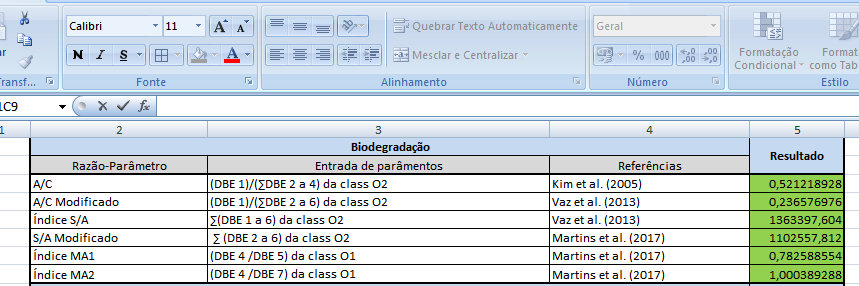 Calibri 11 A A Quebrar Texto Automaticamente Geral
N I S A Mesclar e Centralizar % 000 Formatação Condicional
Fonte Alinhamento Número Estilo
fx
1 2 3 4 5
Biodegradação Resultado
Razão-Parâmetro Entrada de parâmentos Referências
A/C (DBE 1)/(∑DBE 2 a 4) da class O2 Kim et al. (2005) 0,521218928
A/C Modificado (DBE 1)/(∑DBE 2 a 6) da class O2 Vaz et al. (2013) 0,236576976
Índice S/A ∑(DBE 1 a 6) da class O2 Vaz et al. (2013) 1363397,604
S/A Modificado ∑ (DBE 2 a 6) da class O2 Martins et al. (2017) 1102557,812
Índice MA1 (DBE 4 /DBE 5) da class O1 Martins et al. (2017) 0,782588554
Índice MA2 (DBE 4 /DBE 7) da class O1 Martins et al. (2017) 1,000389288